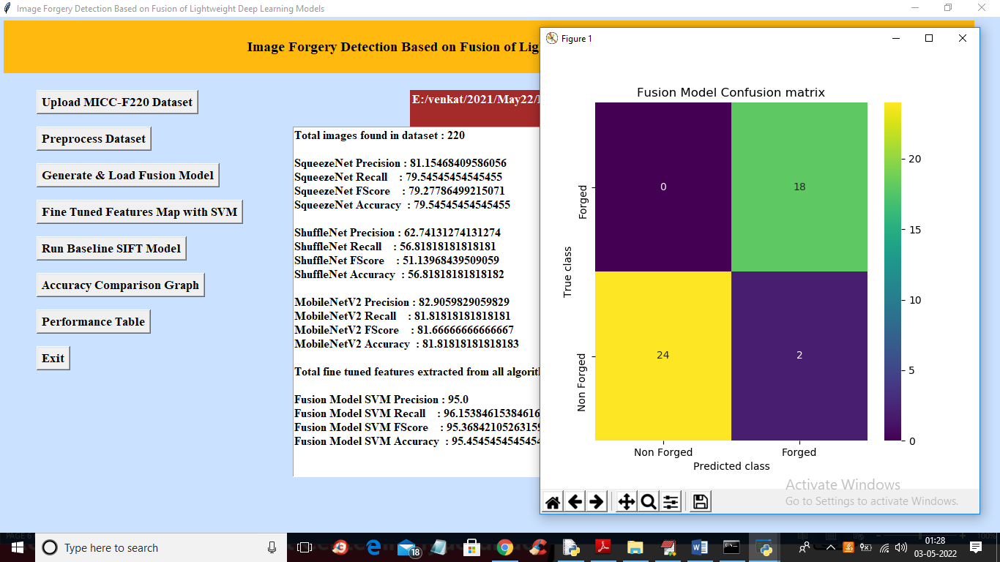 Image Forgery Detection Based on Fusion of Lightweight Deep Learning Models
Image Forgery Detection Based on Fusion of Lig
Upload MICC-F220 Dataset
Preprocess Dataset
Generate & Load Fusion Model
Fine Tuned Features Map with SVM
Run Baseline SIFT Model
Accuracy Comparison Graph
Performance Table
Exit
E:/venkat/2021/May22/
Total images found in dataset : 220
SqueezeNet Precision : 81.15468409586056
SqueezeNet Recall : 79.54545454545455
SqueezeNet FScore : 79.27786499215071
SqueezeNet Accuracy : 79.54545454545455
ShuffleNet Precision : 62.74131274131274
ShuffleNet Recall : 56.81818181818181
ShuffleNet FScore : 51.13968439509059
ShuffleNet Accuracy : 56.81818181818182
MobileNetV2 Precision : 82.9059829059829
MobileNetV2 Recall : 81.81818181818181
MobileNetV2 FScore : 81.66666666666667
MobileNetV2 Accuracy : 81.81818181818183
Total fine tuned features extracted from all algorit
Fusion Model SVM Precision : 95.0
Fusion Model SVM Recall : 96.15384615384616
Fusion Model SVM FScore : 95.36842105263159
Fusion Model SVM Accuracy : 95.4545454545454
Figure 1
Fusion Model Confusion matrix
True class
Forged
Non Forged
0
18
24
2
Non Forged
Forged
Predicted class
20
15
10
5
0
Activate Windows
Go to Settings to activate Windows.
Type here to search
18
01:28
03-05-2022